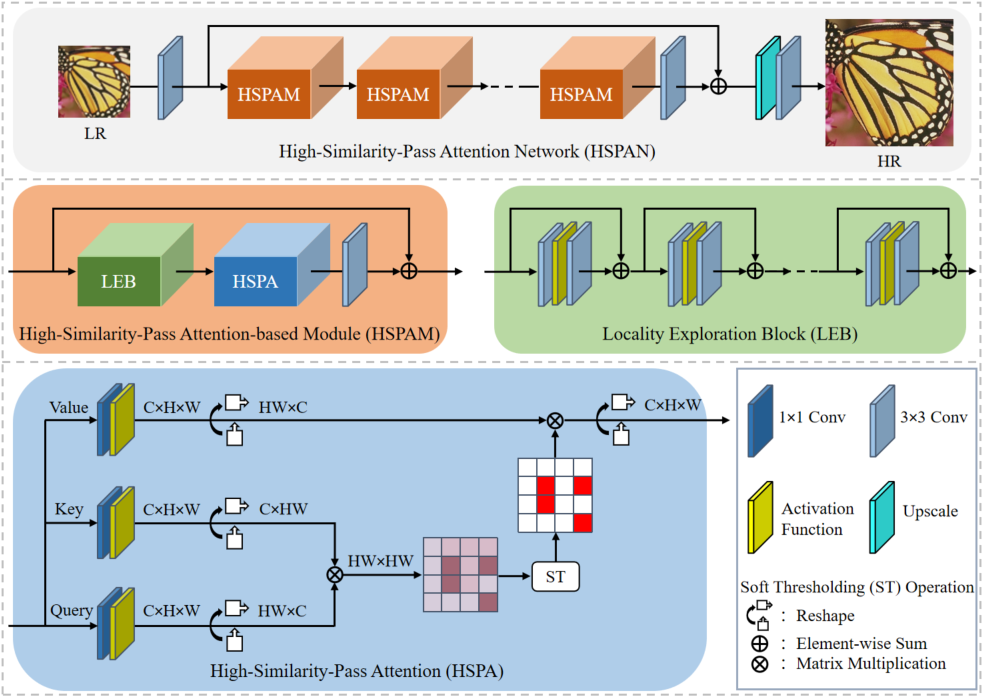 HSPAM
HSPAM
HSPAM
LR
HR
High-Similarity-Pass Attention Network (HSPAN)
LEB
HSPA
High-Similarity-Pass Attention-based Module (HSPAM)
Locality Exploration Block (LEB)
Value
C×H×W
HW×C
C×H×W
Key
C×H×W
C×HW
HW×HW
ST
Query
C×H×W
HW×C
High-Similarity-Pass Attention (HSPA)
1×1 Conv
3×3 Conv
Activation
Function
Upscale
Soft Thresholding (ST) Operation
: Reshape
: Element-wise Sum
: Matrix Multiplication